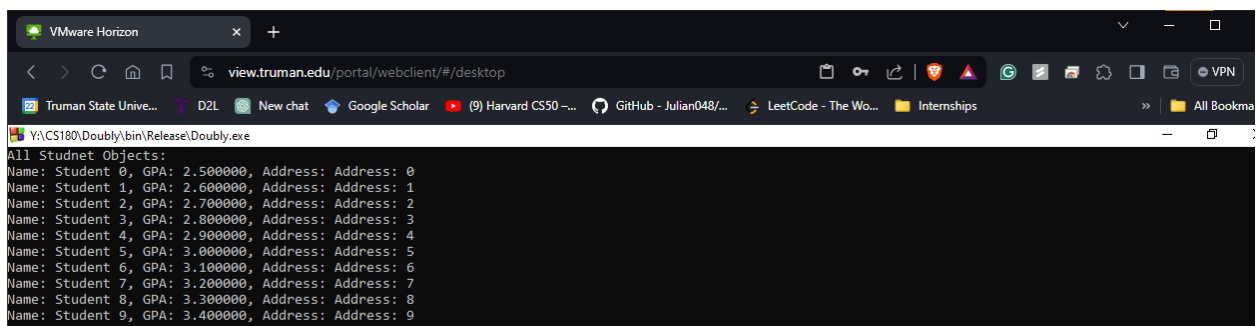 VMware Horizon
view.truman.edu/portal/webclient/#/desktop
VPN
22 Truman State Unive... D2L New chat Google Scholar (9) Harvard CS50 –... GitHub - Julian048/... LeetCode - The Wo... Internships » All Bookma
Y:\CS180\Doubly\bin\Release\Doubly.exe
All Studnet Objects:
Name: Student 0, GPA: 2.500000, Address: Address: 0
Name: Student 1, GPA: 2.600000, Address: Address: 1
Name: Student 2, GPA: 2.700000, Address: Address: 2
Name: Student 3, GPA: 2.800000, Address: Address: 3
Name: Student 4, GPA: 2.900000, Address: Address: 4
Name: Student 5, GPA: 3.000000, Address: Address: 5
Name: Student 6, GPA: 3.100000, Address: Address: 6
Name: Student 7, GPA: 3.200000, Address: Address: 7
Name: Student 8, GPA: 3.300000, Address: Address: 8
Name: Student 9, GPA: 3.400000, Address: Address: 9